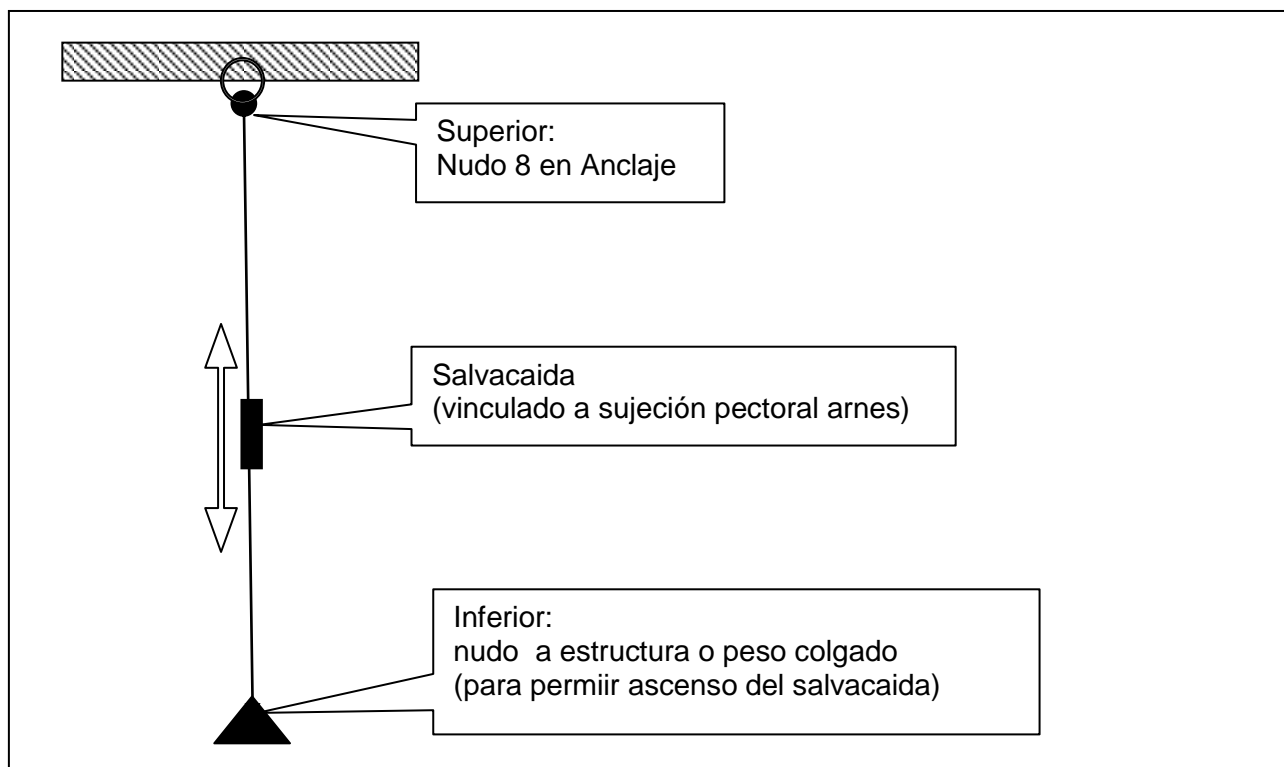 Superior:
Nudo 8 en Anclaje
Salvacaida
(vinculado a sujeción pectoral arnes)
Inferior:
nudo a estructura o peso colgado
(para permiir ascenso del salvacaida)